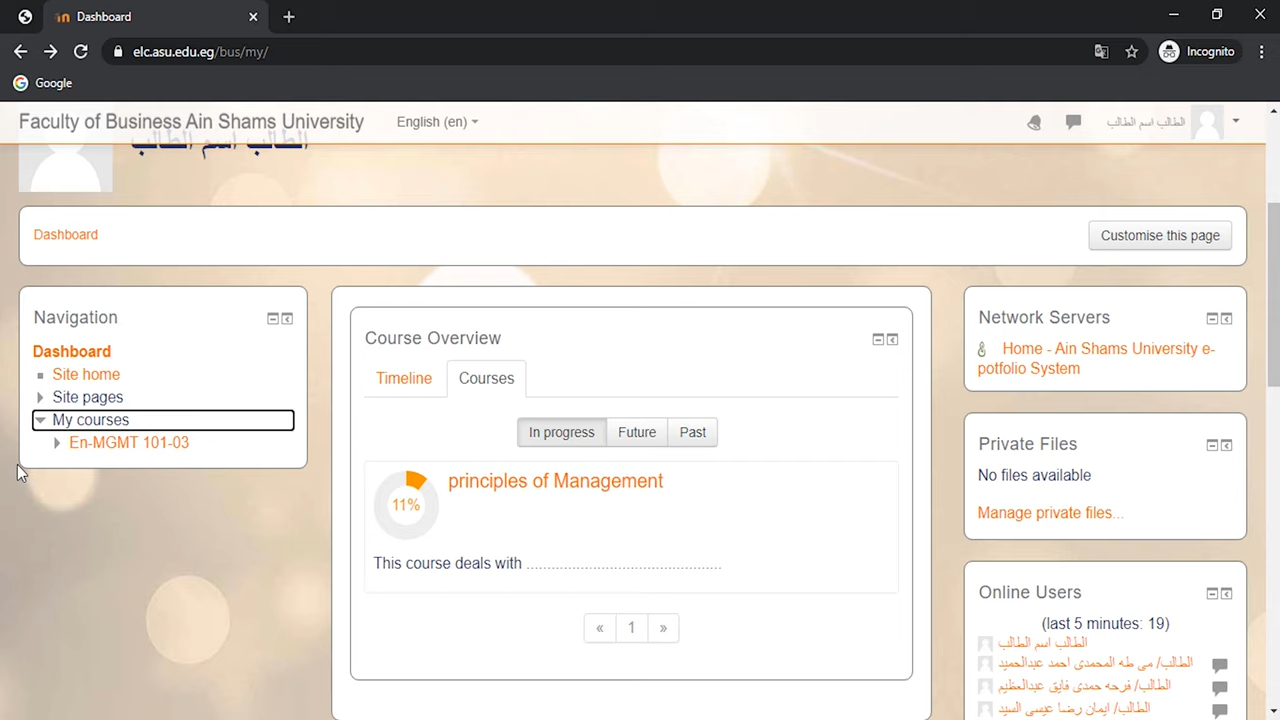 Dashboard
elc.asu.edu.eg/bus/my/
Incognito
Google
Faculty of Business Ain Shams University
English (en)
الطالب اسم الطالب
الطالب اسم الطالب
Dashboard
Customise this page
Navigation
Dashboard
Site home
Site pages
My courses
En-MGMT 101-03
Course Overview
Timeline
Courses
In progress
Future
Past
11%
principles of Management
This course deals with ..............................................
«
1
»
Network Servers
Home - Ain Shams University e-
potfolio System
Private Files
No files available
Manage private files...
Online Users
(last 5 minutes: 19)
الطالب اسم الطالب
الطالب/ مى طه المحمدى احمد عبدالحميد
الطالب/ فرحه حمدى فايق عبدالعظيم
الطالب/ ايمان رضا عيسى السيد